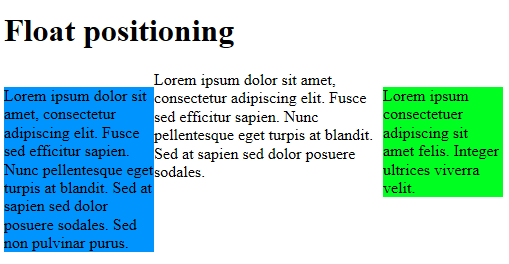 Float positioning
Lorem ipsum dolor sit
amet, consectetur
adipiscing elit. Fusce
sed efficitur sapien.
Nunc pellentesque eget
turpis at blandit. Sed at
sapien sed dolor
posuere sodales. Sed
non pulvinar purus.
Lorem ipsum dolor sit amet,
consectetur adipiscing elit. Fusce
sed efficitur sapien. Nunc
pellentesque eget turpis at blandit.
Sed at sapien sed dolor posuere
sodales.
Lorem ipsum
consectetuer
adipiscing sit
amet felis. Integer
ultrices viverra
velit.